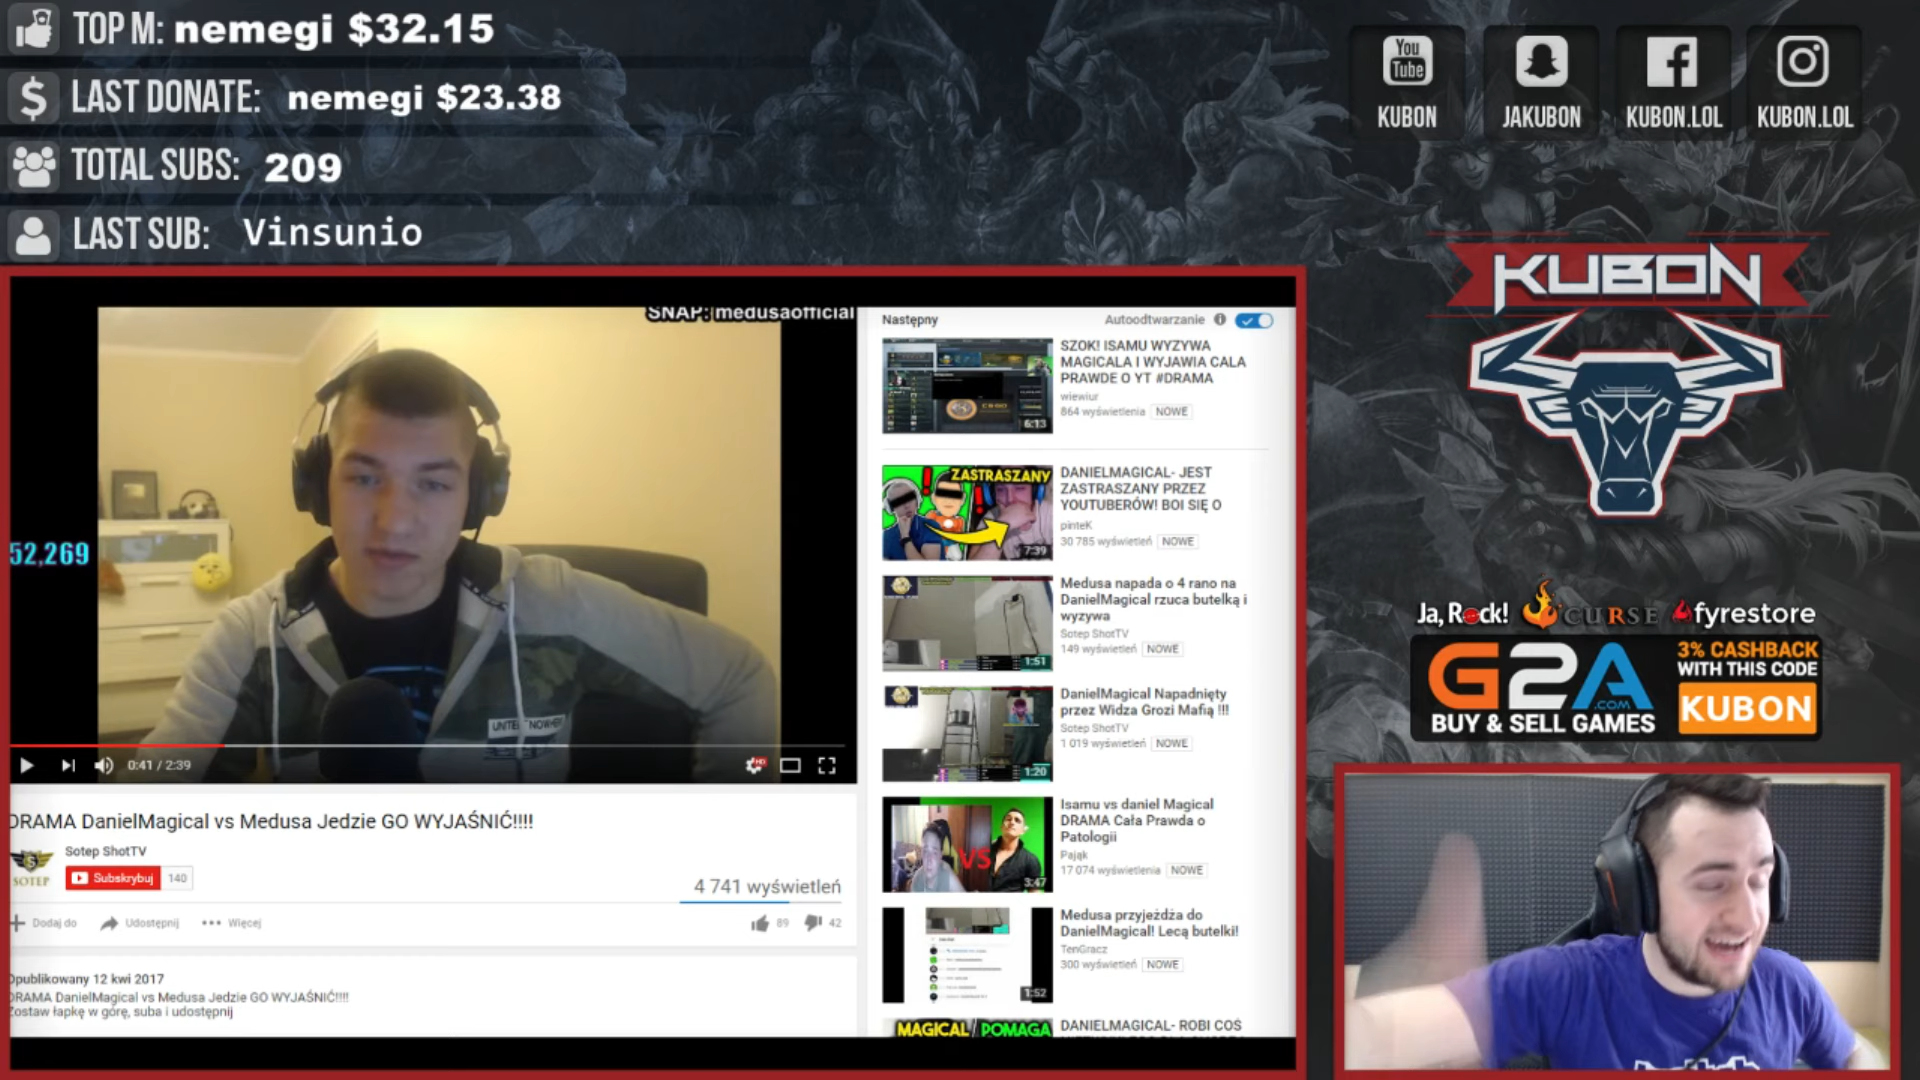 TOP M: nemegi $32.15
LAST DONATE: nemegi $23.38
TOTAL SUBS: 209
LAST SUB: Vinsunio
You
Tube
KUBON
JAKUBON
KUBON.LOL
KUBON.LOL
KUBON
SNAP: medusaofficial
52,269
UNITED NOWHERE
0:41 / 2:39
DRAMA DanielMagical vs Medusa Jedzie GO WYJAŚNIĆ!!!!
Sotep ShotTV
SOTEP
Subskrybuj 140
4 741 wyświetleń
Dodaj do
Udostępnij
Więcej
89
42
Opublikowany 12 kwi 2017
DRAMA DanielMagical vs Medusa Jedzie GO WYJAŚNIĆ!!!!
Zostaw łapkę w górę, suba i udostępnij
Następny
Autoodtwarzanie
SZOK! ISAMU WYZYWA
MAGICALA I WYJAWIA CALA
PRAWDE O YT #DRAMA
wiewiur
864 wyświetlenia NOWE
6:13
ZASTRASZANY
7:39
DANIELMAGICAL- JEST
ZASTRASZANY PRZEZ
YOUTUBERÓW! BOI SIĘ O
pinteK
30 785 wyświetleń NOWE
1:51
Medusa napada o 4 rano na
DanielMagical rzuca butelką i
wyzywa
Sotep ShotTV
149 wyświetleń NOWE
1:20
DanielMagical Napadnięty
przez Widza Grozi Mafią !!!
Sotep ShotTV
1 019 wyświetleń NOWE
VS
3:47
Isamu vs daniel Magical
DRAMA Cała Prawda o
Patologii
Pająk
17 074 wyświetlenia NOWE
1:52
Medusa przyjeżdża do
DanielMagical! Lecą butelki!
TenGracz
300 wyświetleń NOWE
MAGICAL POMAGA
DANIELMAGICAL- ROBI COŚ
Ja, Rock!
CURSE
fyrestore
G2A
.COM
BUY & SELL GAMES
3% CASHBACK
WITH THIS CODE
KUBON